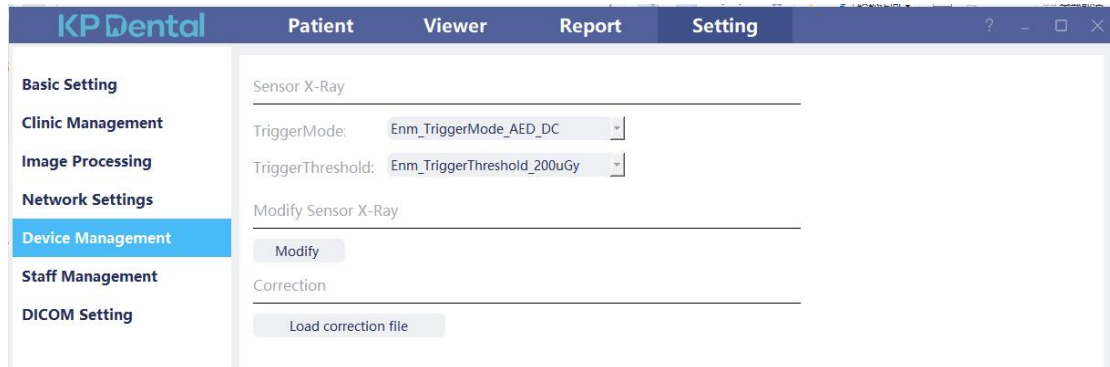 KP Dental Patient Viewer Report Setting ?
Basic Setting
Clinic Management
Image Processing
Network Settings
Device Management
Staff Management
DICOM Setting
Sensor X-Ray
TriggerMode: Enm_TriggerMode_AED_DC
TriggerThreshold: Enm_TriggerThreshold_200uGy
Modify Sensor X-Ray
Modify
Correction
Load correction file